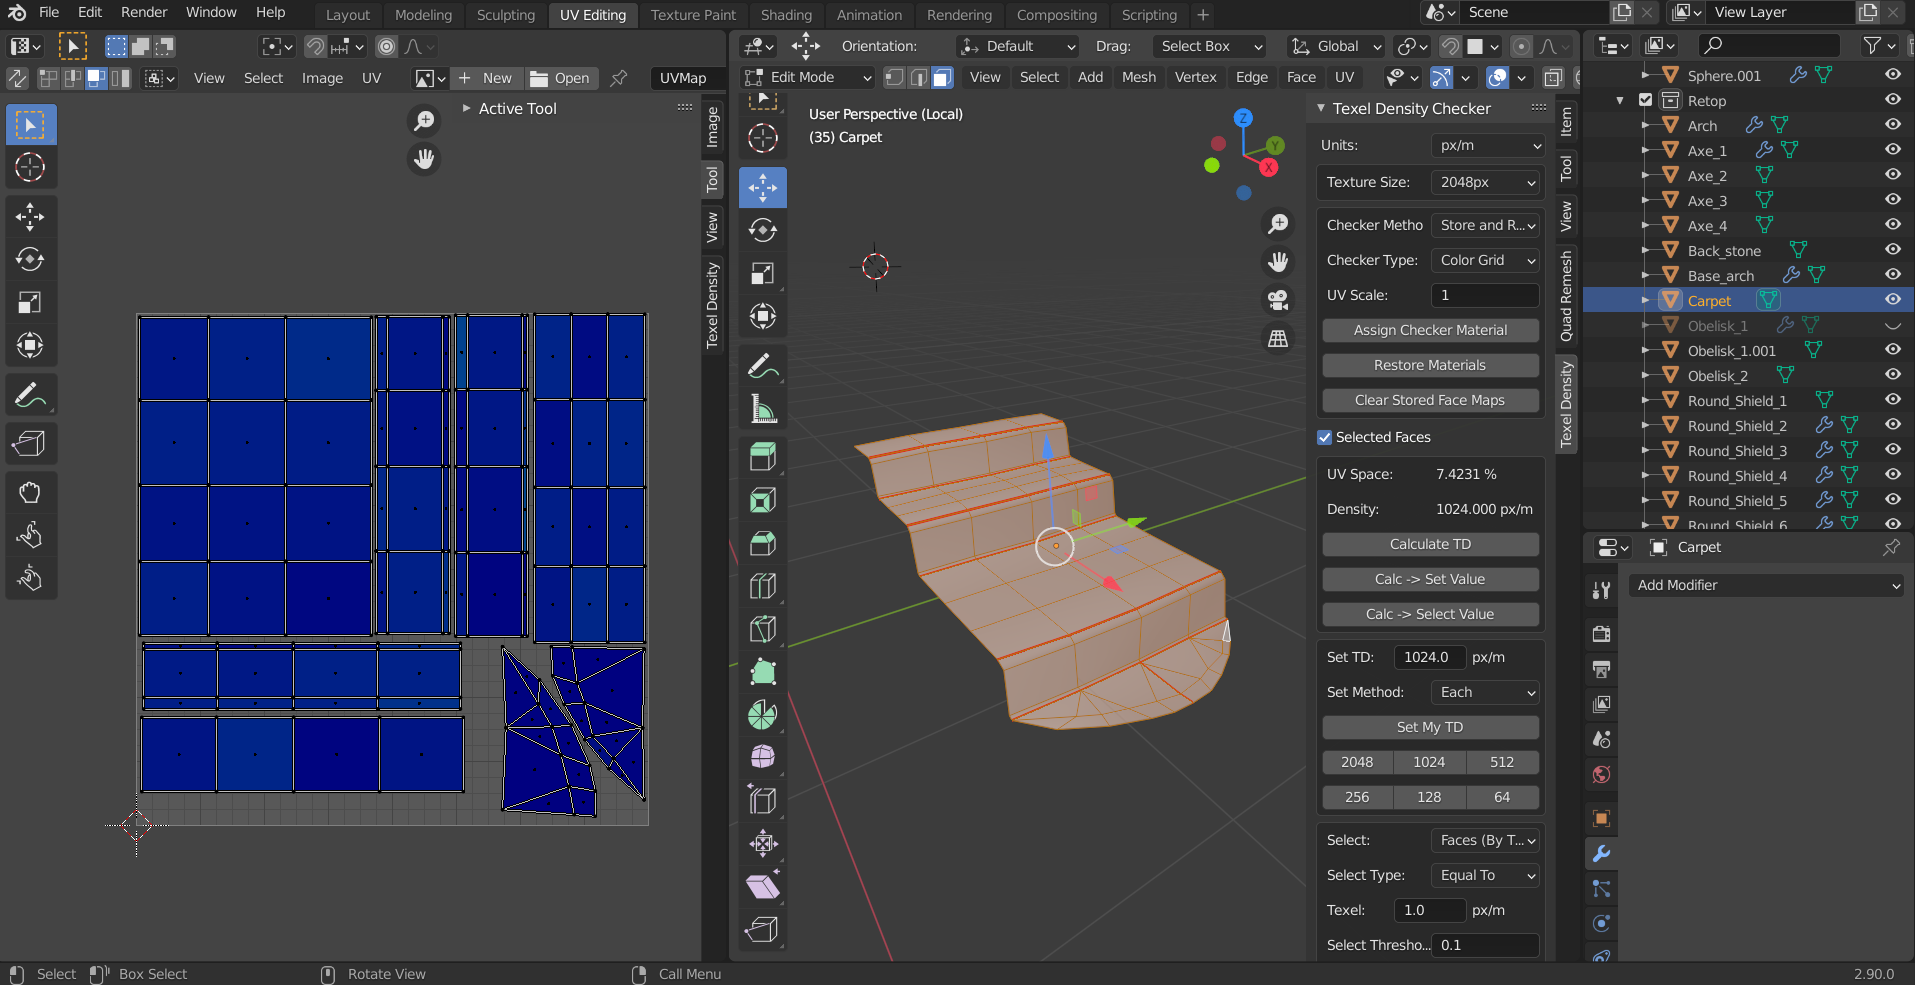 File Edit Render Window Help Layout Modeling Sculpting UV Editing Texture Paint Shading Animation Rendering Compositing Scripting + Scene View Layer
Orientation: Default Drag: Select Box Global
View Select Image UV New Open UVMap
Edit Mode View Select Add Mesh Vertex Edge Face UV
Active Tool
Image
Tool
View
Texel Density
User Perspective (Local)
(35) Carpet
Z
Y
X
Texel Density Checker
Units: px/m
Texture Size: 2048px
Checker Metho Store and R...
Checker Type: Color Grid
UV Scale: 1
Assign Checker Material
Restore Materials
Clear Stored Face Maps
Selected Faces
UV Space: 7.4231 %
Density: 1024.000 px/m
Calculate TD
Calc -> Set Value
Calc -> Select Value
Set TD: 1024.0 px/m
Set Method: Each
Set My TD
2048 1024 512
256 128 64
Select: Faces (By T...
Select Type: Equal To
Texel: 1.0 px/m
Select Thresho... 0.1
Item
Tool
View
Quad Remesh
Texel Density
Sphere.001
Retop
Arch
Axe_1
Axe_2
Axe_3
Axe_4
Back_stone
Base_arch
Carpet
Obelisk_1
Obelisk_1.001
Obelisk_2
Round_Shield_1
Round_Shield_2
Round_Shield_3
Round_Shield_4
Round_Shield_5
Round_Shield_6
Carpet
Add Modifier
Select Box Select Rotate View Call Menu 2.90.0